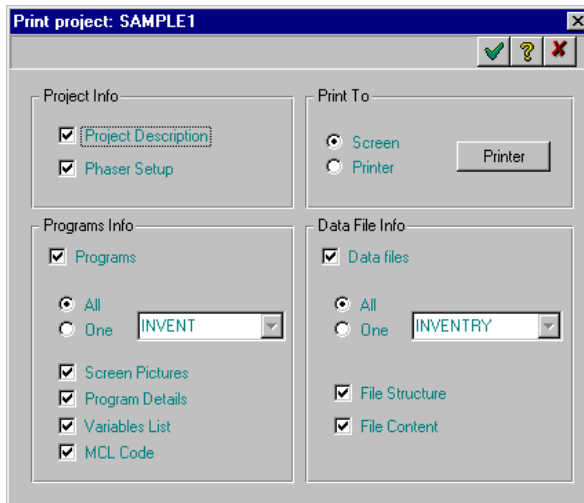 Print project: SAMPLE1
Project Info
Project Description
Phaser Setup
Print To
Screen
Printer
Printer
Programs Info
Programs
All
One
INVENT
Screen Pictures
Program Details
Variables List
MCL Code
Data File Info
Data files
All
One
INVENTRY
File Structure
File Content